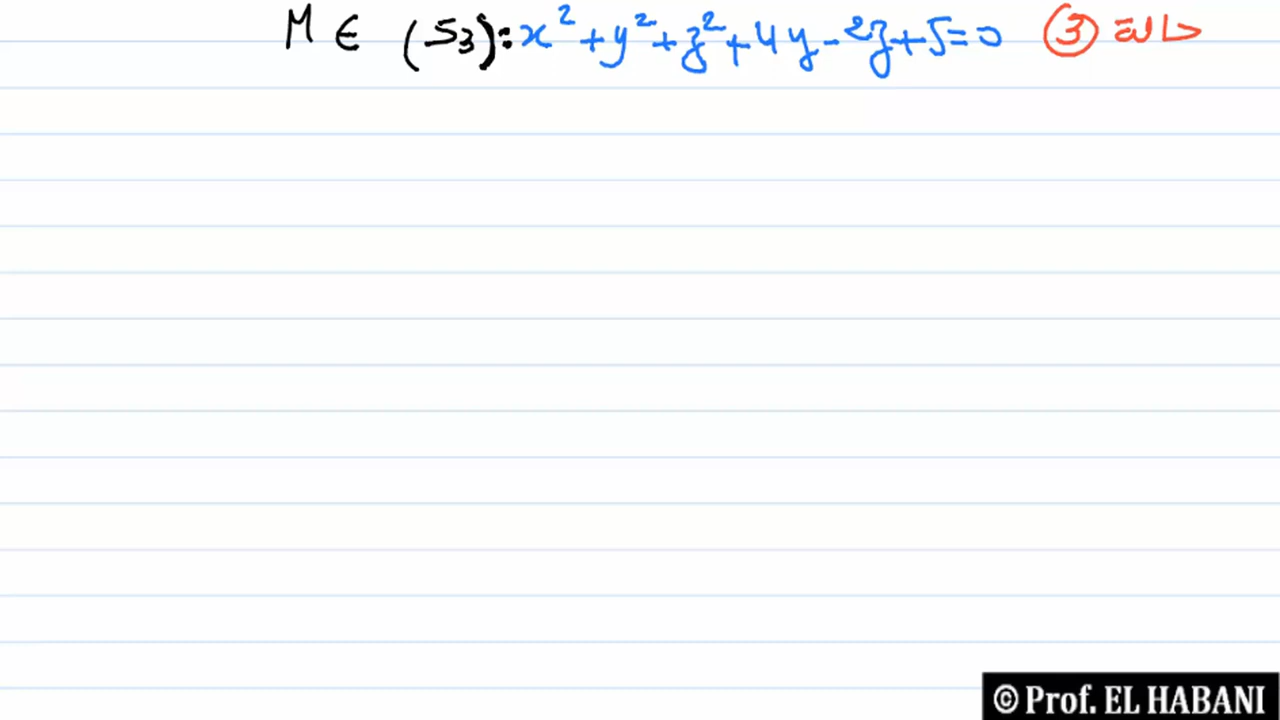 M ∈ (S3): x² + y² + z² + 4y - 2z + 5 = 0 حالة ③
© Prof. EL HABANI